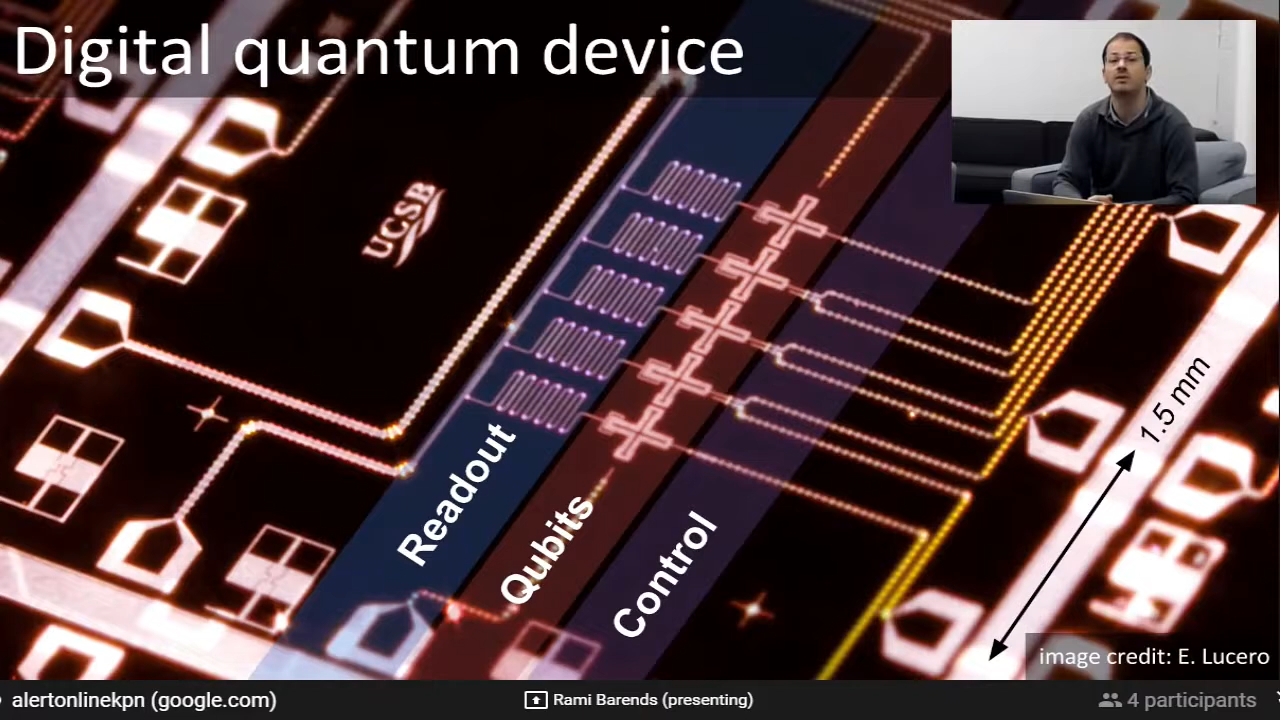 Digital quantum device
UCSB
Readout
Qubits
Control
1.5 mm
image credit: E. Lucero
alertonlinekpn (google.com)
Rami Barends (presenting)
4 participants